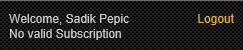 Welcome, Sadik Pepic Logout
No valid Subscription